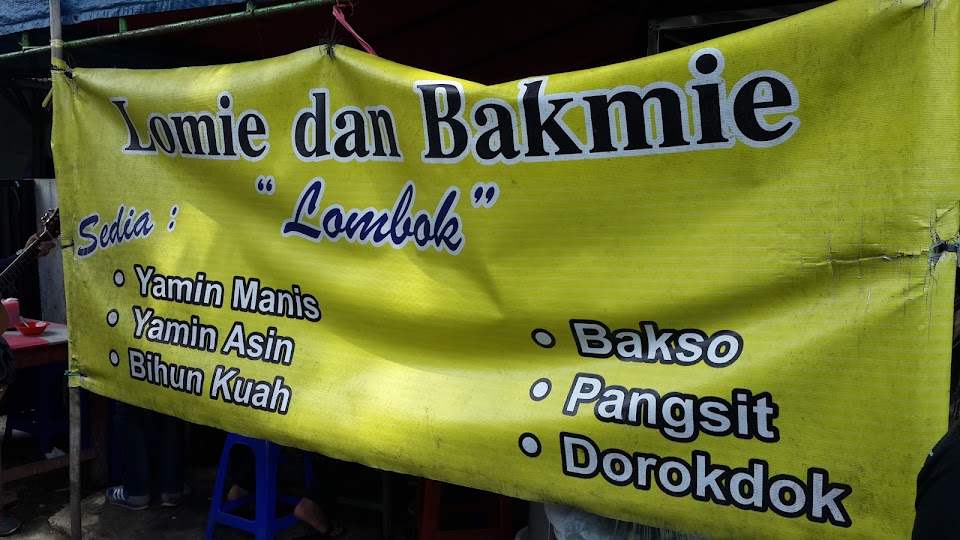 Lomie dan Bakmie
"Lombok"
Sedia :
• Yamin Manis
• Yamin Asin
• Bihun Kuah
• Bakso
• Pangsit
• Dorokdok